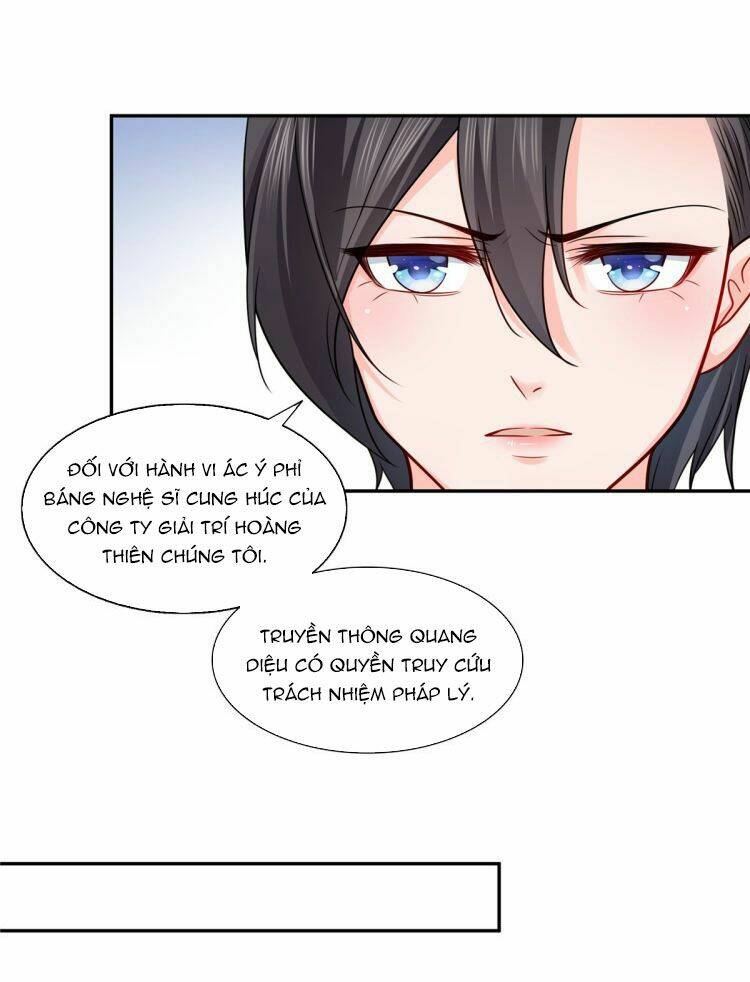 ĐỐI VỚI HÀNH VI ÁC Ý PHỈ
BÁNG NGHỆ SĨ CUNG HÚC CỦA
CÔNG TY GIẢI TRÍ HOÀNG
THIÊN CHÚNG TÔI.
TRUYỀN THÔNG QUANG
DIỆU CÓ QUYỀN TRUY CỨU
TRÁCH NHIỆM PHÁP LÝ.